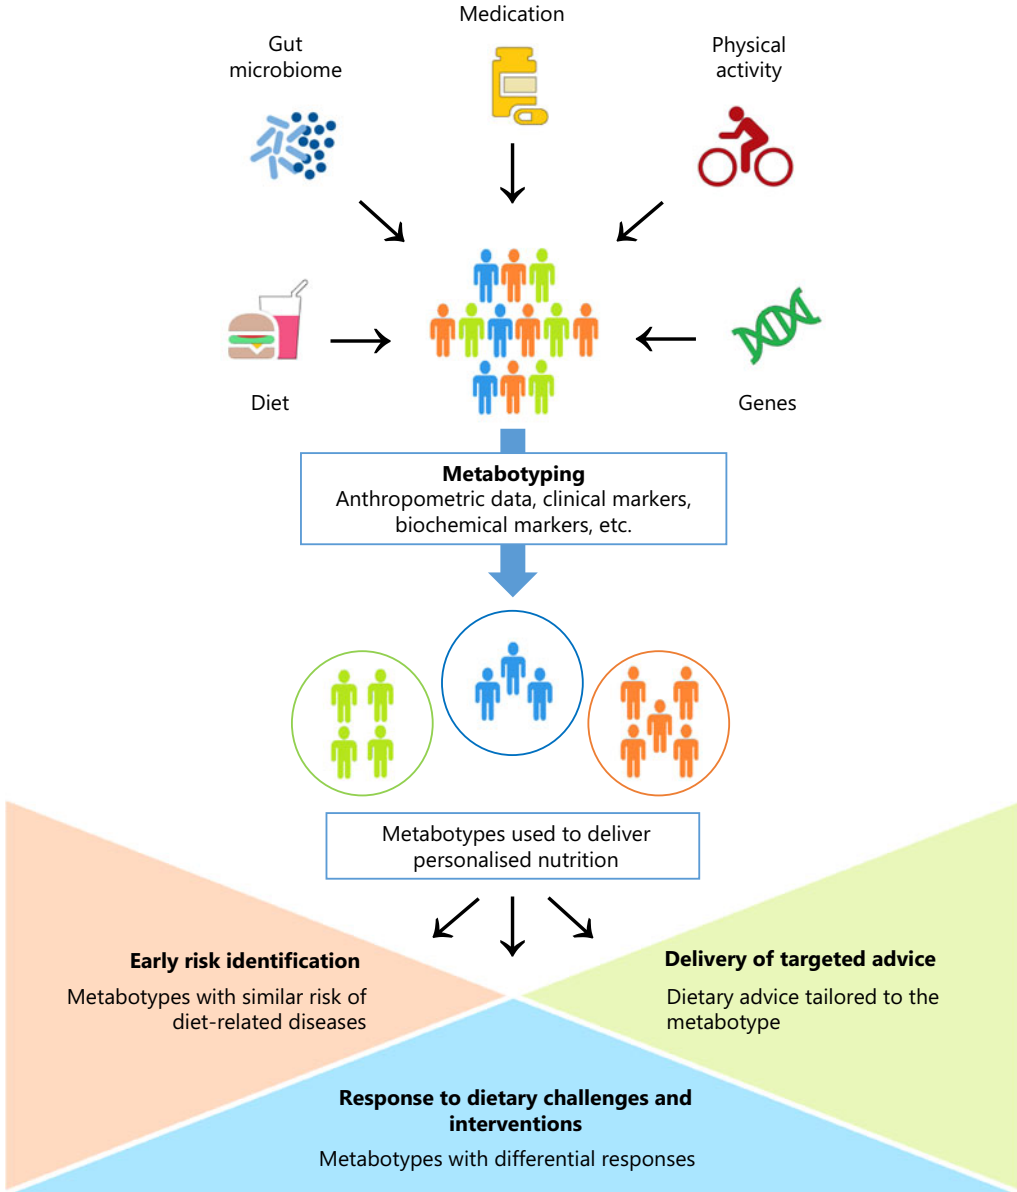 Medication
Gut
microbiome
Physical
activity
Diet
Genes
Metabotyping
Anthropometric data, clinical markers,
biochemical markers, etc.
Metabotypes used to deliver
personalised nutrition
Early risk identification
Metabotypes with similar risk of
diet-related diseases
Delivery of targeted advice
Dietary advice tailored to the
metabotype
Response to dietary challenges and
interventions
Metabotypes with differential responses